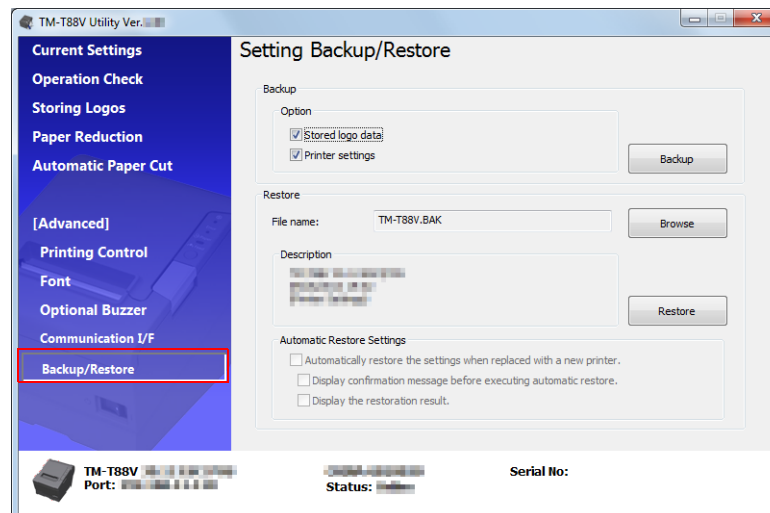 TM-T88V Utility Ver.
Current Settings
Operation Check
Storing Logos
Paper Reduction
Automatic Paper Cut
[Advanced]
Printing Control
Font
Optional Buzzer
Communication I/F
Backup/Restore
Setting Backup/Restore
Backup
Option
Stored logo data
Printer settings
Backup
Restore
File name:
TM-T88V.BAK
Browse
Description
Restore
Automatic Restore Settings
Automatically restore the settings when replaced with a new printer.
Display confirmation message before executing automatic restore.
Display the restoration result.
TM-T88V
Port:
Status:
Serial No: